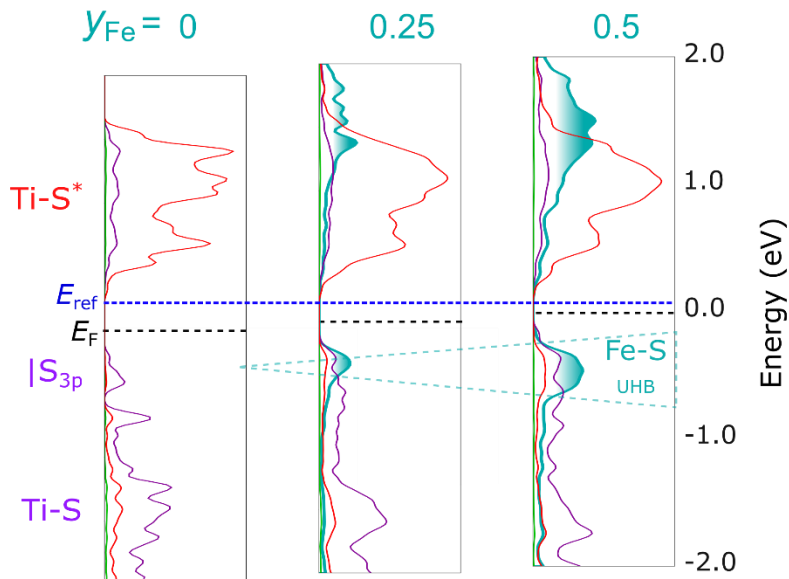 yFe = 0
0.25
0.5
2.0
Ti-S*
1.0
Eref
0.0
EF
|S3p
Fe-S
UHB
-1.0
Ti-S
-2.0
Energy (eV)